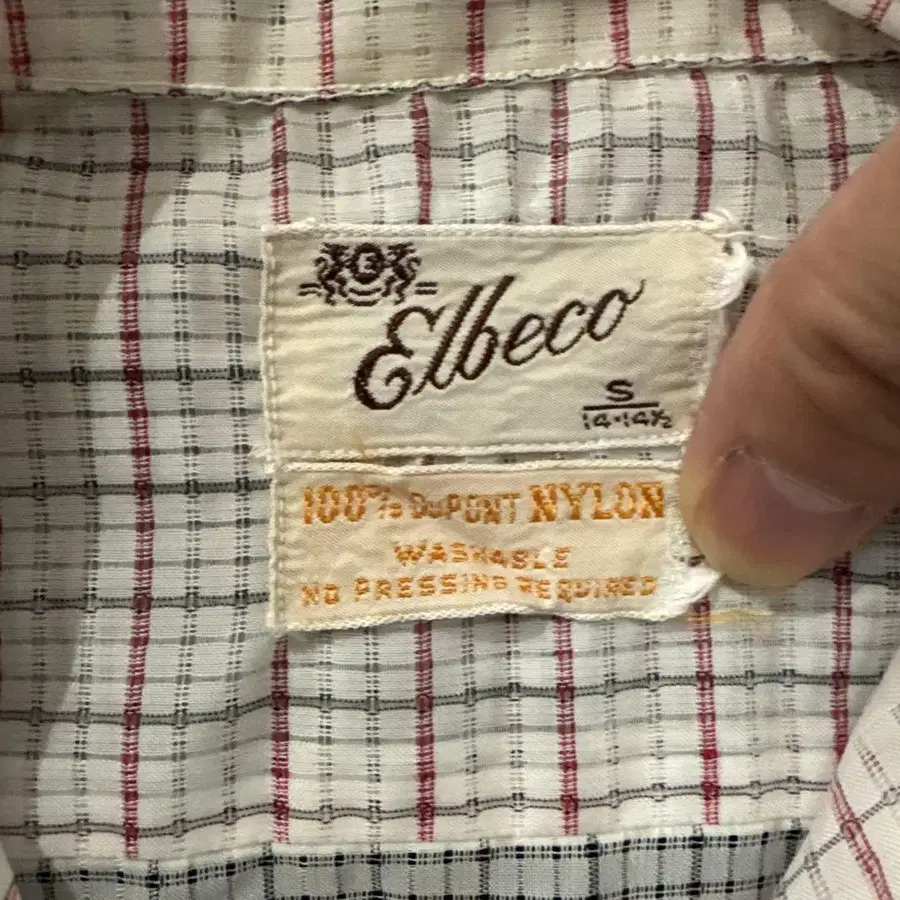 E
Elbeco
S
14-14½
100% DuPONT NYLON
WASHABLE
NO PRESSING REQUIRED